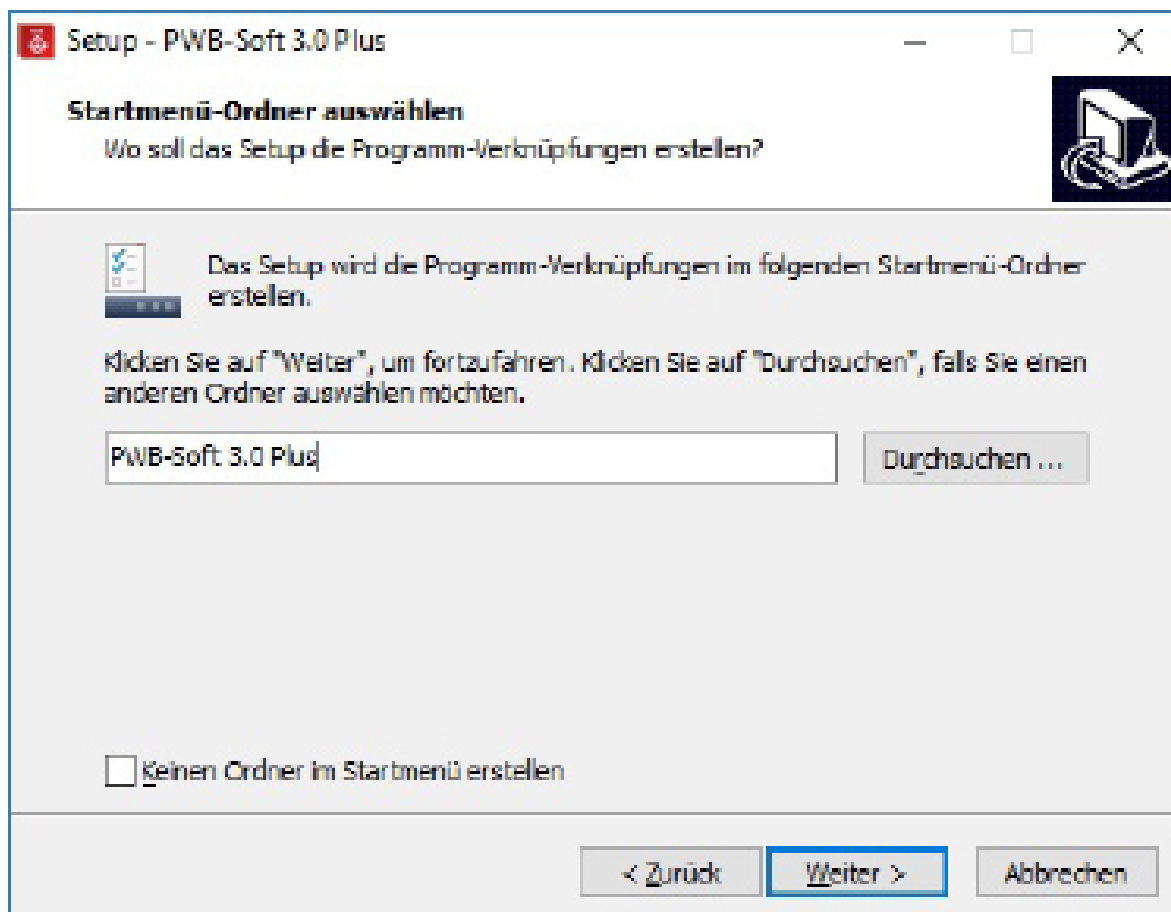 Setup - PWB-Soft 3.0 Plus
Startmenü-Ordner auswählen
Wo soll das Setup die Programm-Verknüpfungen erstellen?
Das Setup wird die Programm-Verknüpfungen im folgenden Startmenü-Ordner
erstellen.
Klicken Sie auf "Weiter", um fortzufahren. Klicken Sie auf "Durchsuchen", falls Sie einen
anderen Ordner auswählen möchten.
PWB-Soft 3.0 Plus
Durchsuchen ...
Keinen Ordner im Startmenü erstellen
< Zurück
Weiter >
Abbrechen